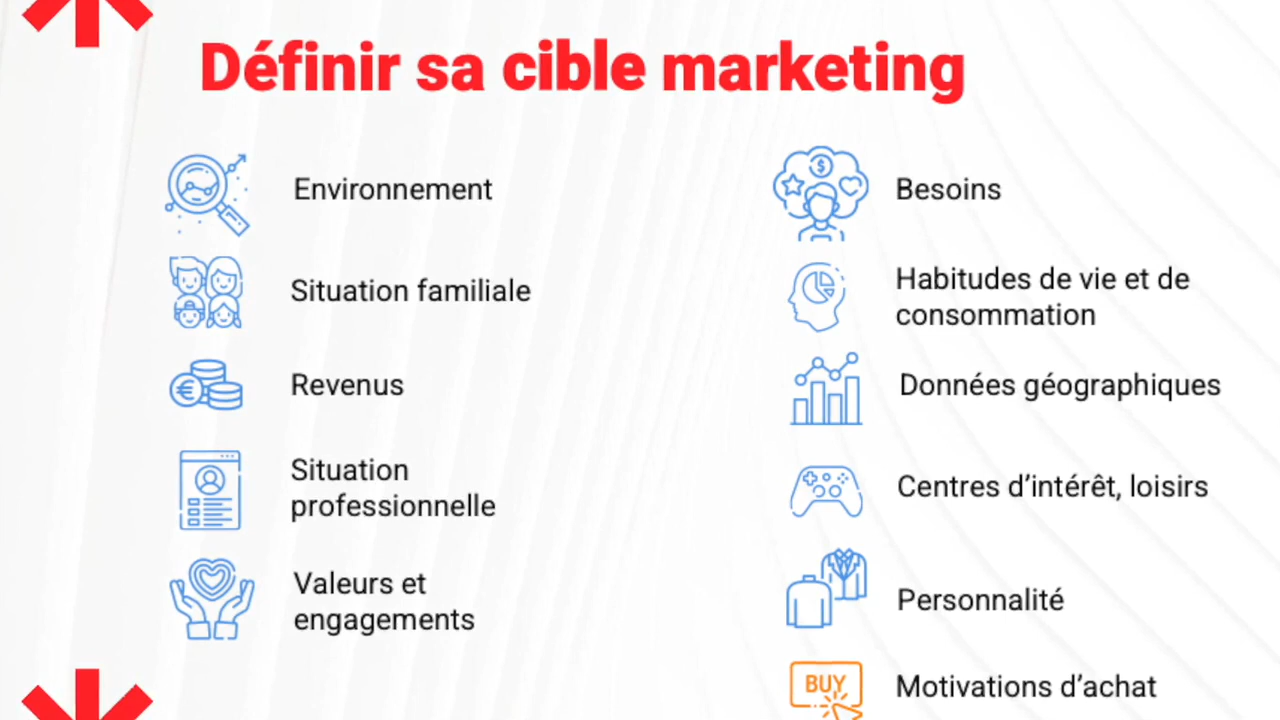 Définir sa cible marketing
Environnement
Situation familiale
€
Revenus
Situation
professionnelle
Valeurs et
engagements
$
Besoins
Habitudes de vie et de
consommation
Données géographiques
Centres d’intérêt, loisirs
Personnalité
BUY
Motivations d’achat